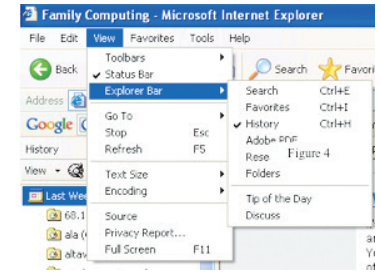 Family Computing - Microsoft Internet Explorer
File Edit View Favorites Tools Help
Back Search Favori
Toolbars
Status Bar
Explorer Bar
Go To
Stop Esc
Refresh F5
Text Size
Encoding
Source
Privacy Report...
Full Screen F11
Search Ctrl+E
Favorites Ctrl+I
History Ctrl+H
Adobe PDF
Rese
Folders
Tip of the Day
Discuss
Figure 4
Address
Google
History
View
Last Wee
68.1
ala (
altav